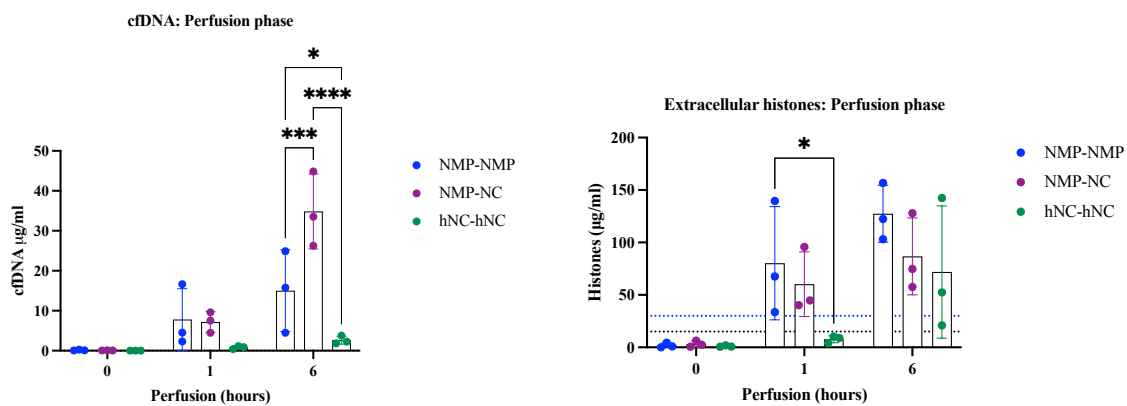 cfDNA: Perfusion phase
*
****
***
50
40
30
20
10
0
cfDNA µg/ml
0
1
6
Perfusion (hours)
NMP-NMP
NMP-NC
hNC-hNC
Extracellular histones: Perfusion phase
*
200
150
100
50
0
Histones (µg/ml)
0
1
6
Perfusion (hours)
NMP-NMP
NMP-NC
hNC-hNC